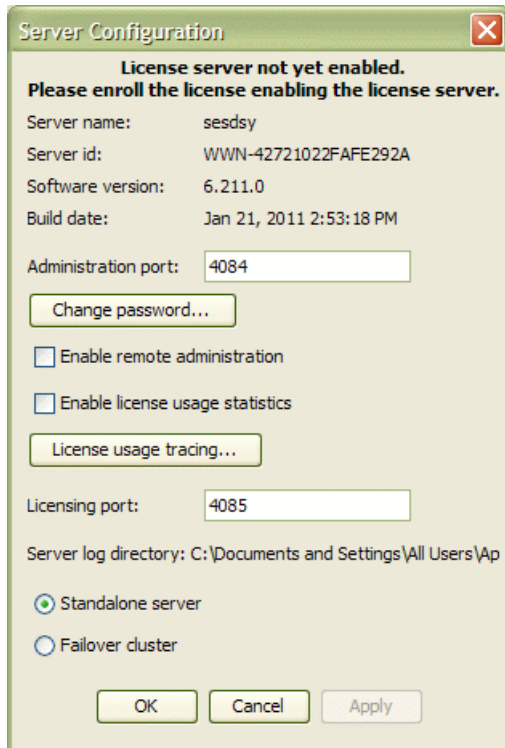 Server Configuration
License server not yet enabled.
Please enroll the license enabling the license server.
Server name: sesdsy
Server id: WWN-42721022FAFE292A
Software version: 6.211.0
Build date: Jan 21, 2011 2:53:18 PM
Administration port: 4084
Change password...
Enable remote administration
Enable license usage statistics
License usage tracing...
Licensing port: 4085
Server log directory: C:\Documents and Settings\All Users\Ap
Standalone server
Failover cluster
OK Cancel Apply